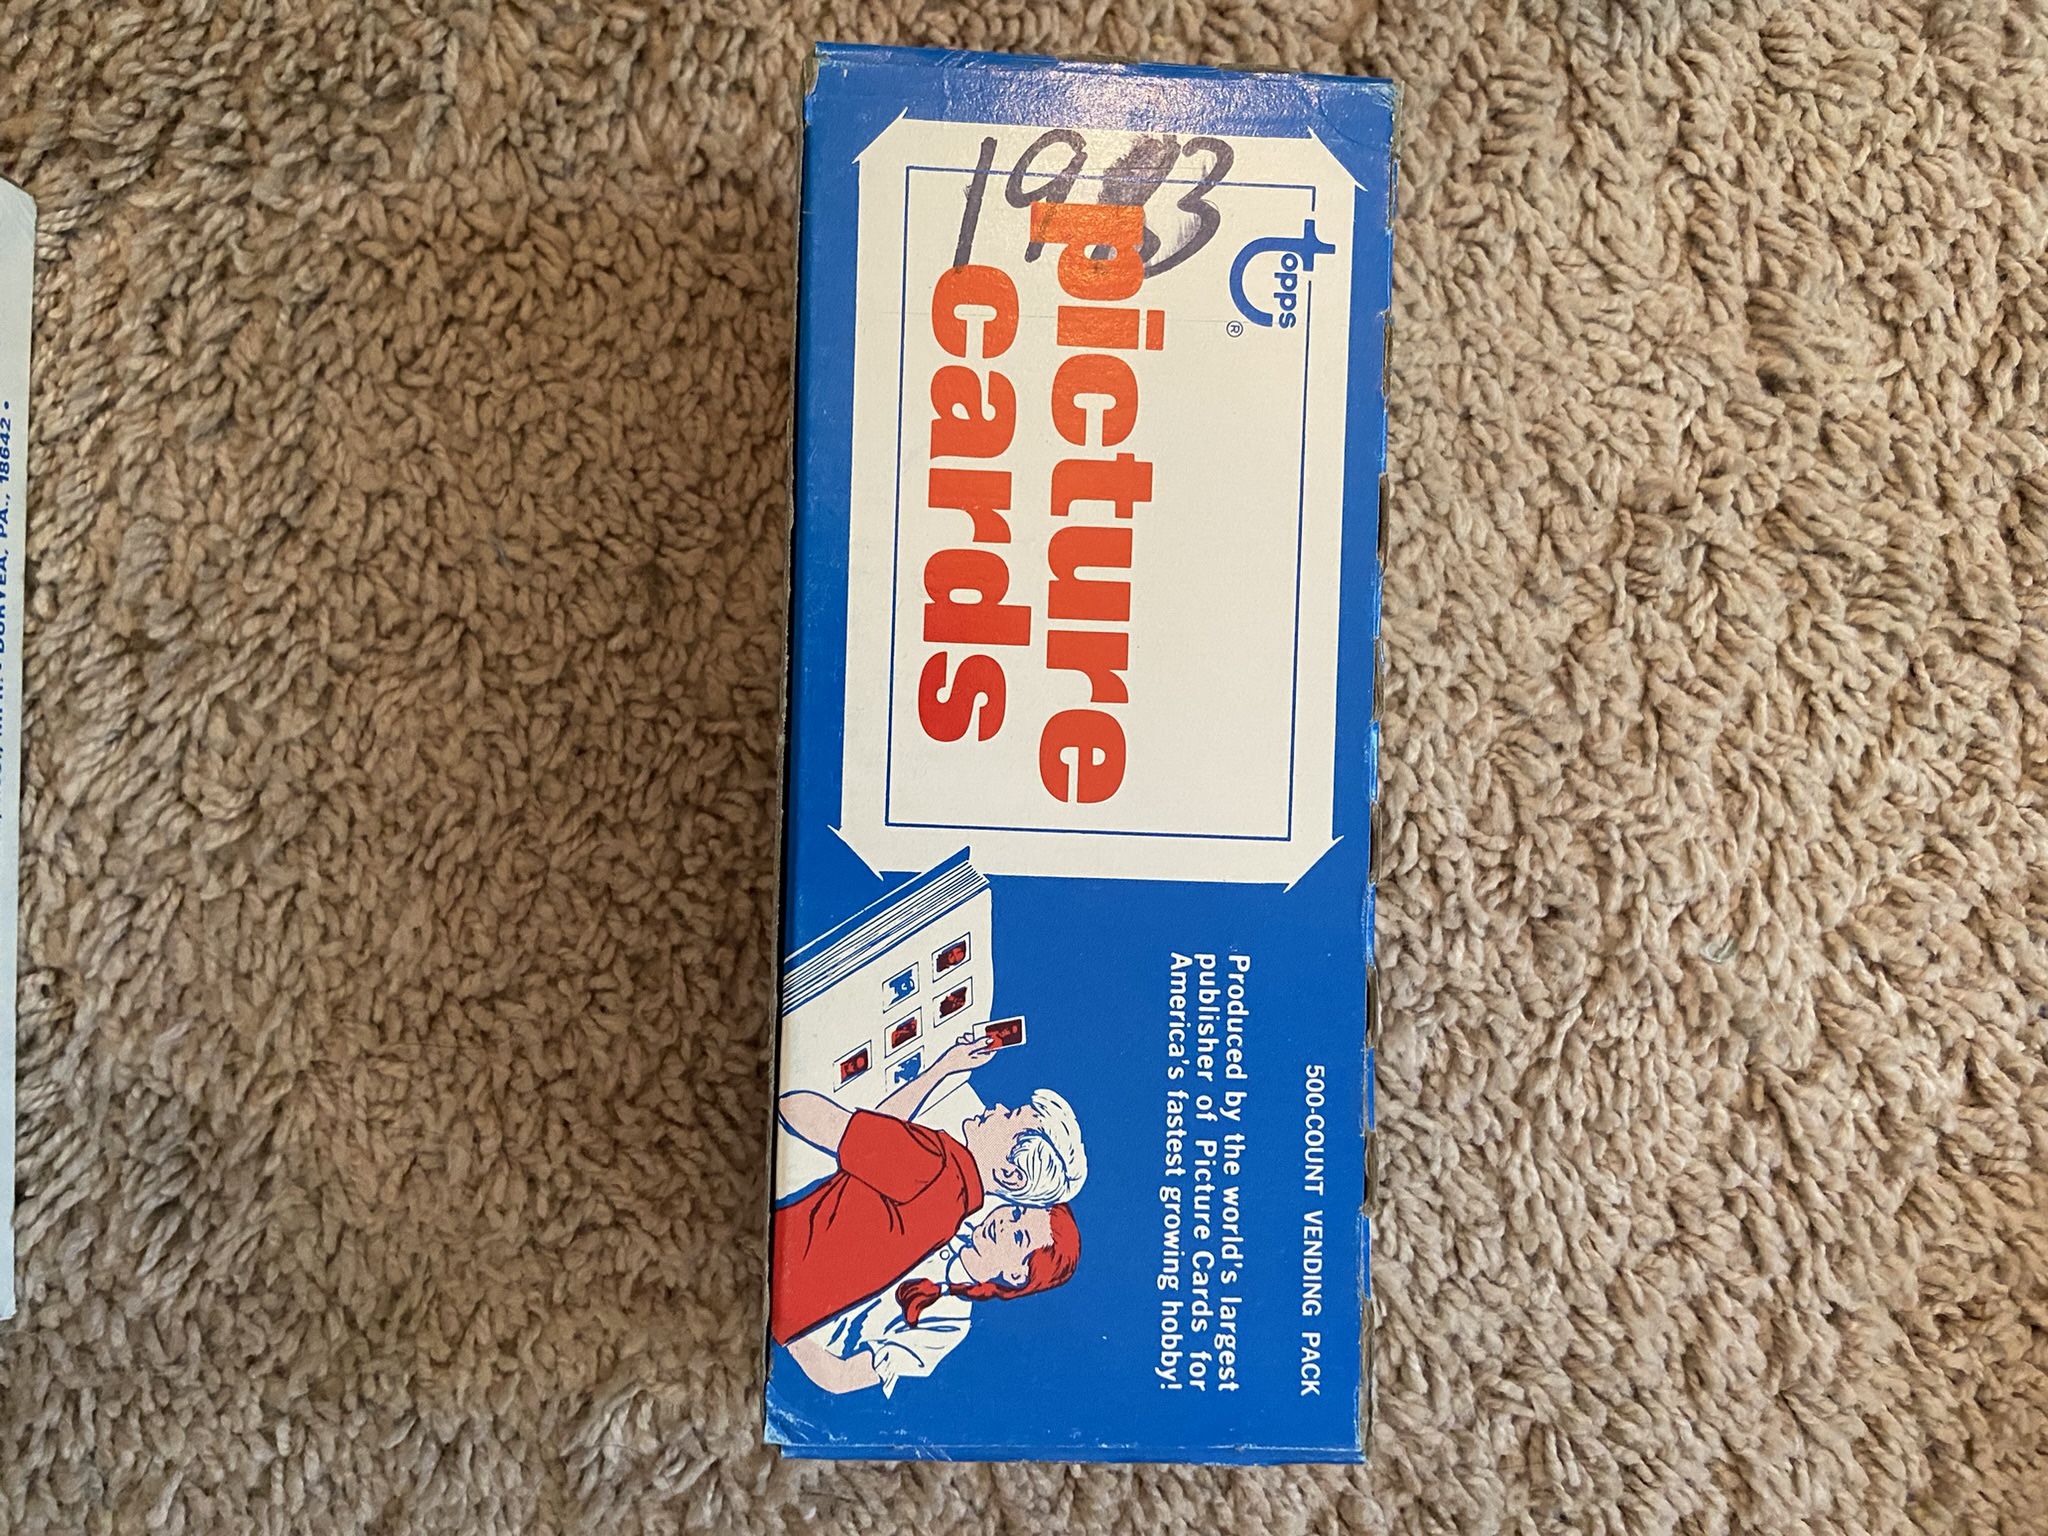 topps®
1983
picture
cards
500-COUNT VENDING PACK
Produced by the world's largest
publisher of Picture Cards for
America's fastest growing hobby!
DURYEA, PA., 18642 •